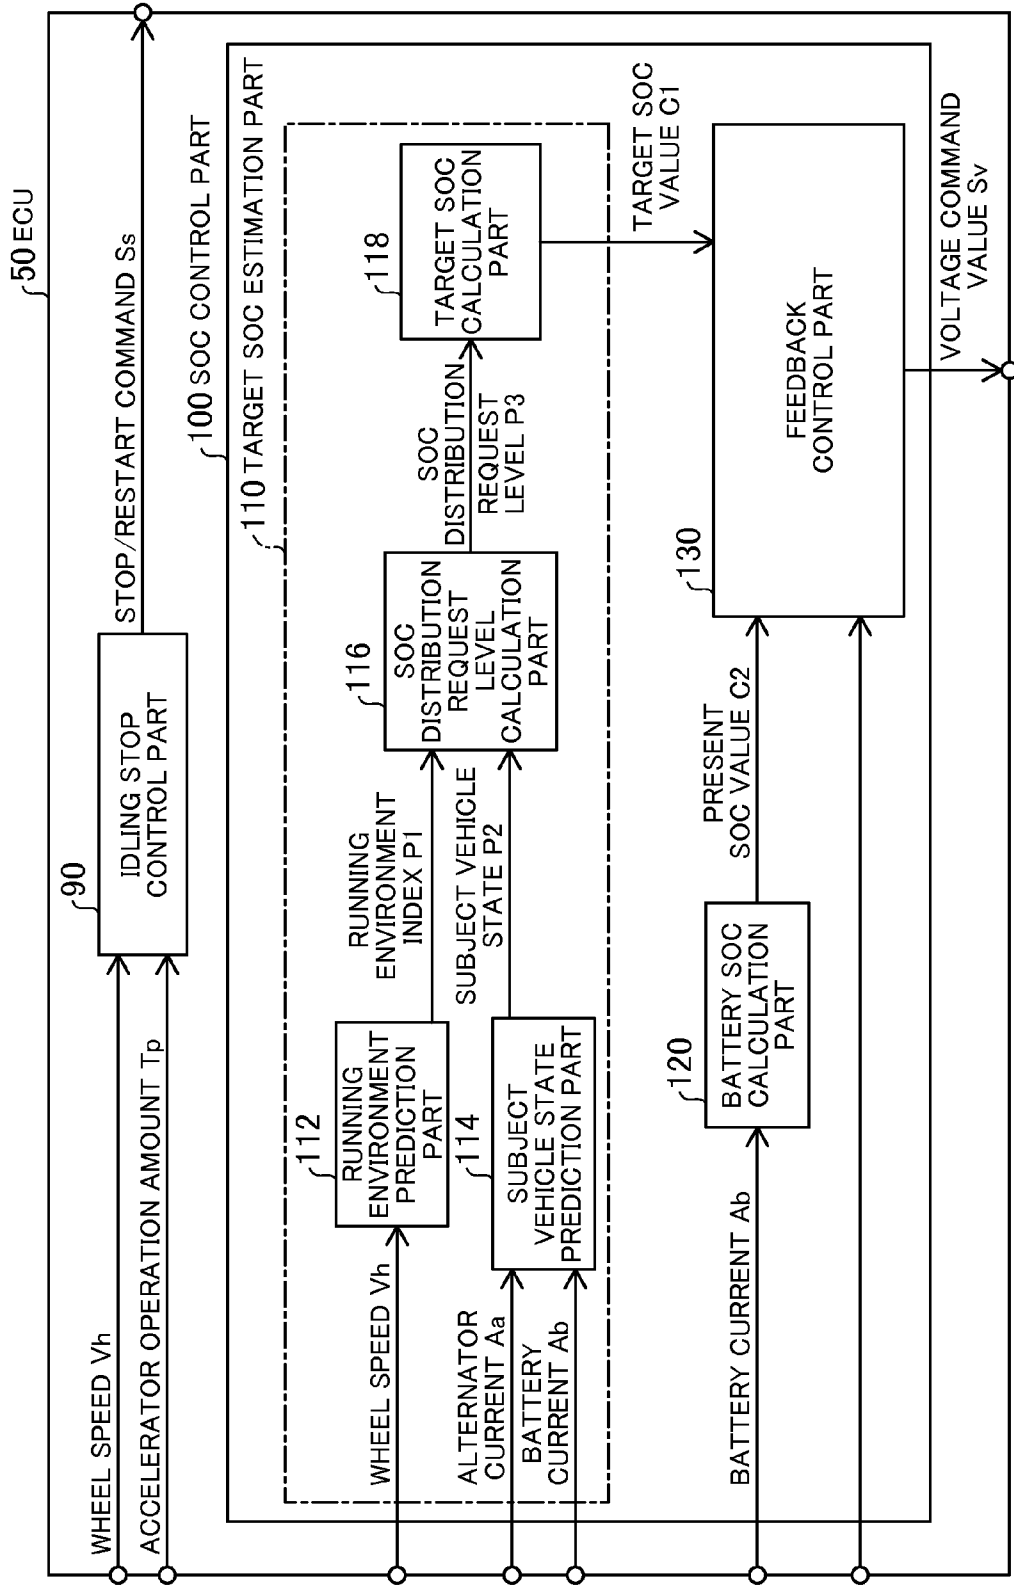 50 ECU
WHEEL SPEED Vh
ACCELERATOR OPERATION AMOUNT Tp
90
IDLING STOP
CONTROL PART
STOP/RESTART COMMAND Ss
100 SOC CONTROL PART
110 TARGET SOC ESTIMATION PART
WHEEL SPEED Vh
112
RUNNING
ENVIRONMENT
PREDICTION
PART
RUNNING
ENVIRONMENT
INDEX P1
ALTERNATOR
CURRENT Aa
BATTERY
CURRENT Ab
114
SUBJECT
VEHICLE STATE
PREDICTION PART
SUBJECT VEHICLE
STATE P2
116
SOC
DISTRIBUTION
REQUEST
LEVEL
CALCULATION
PART
SOC
DISTRIBUTION
REQUEST
LEVEL P3
118
TARGET SOC
CALCULATION
PART
TARGET SOC
VALUE C1
BATTERY CURRENT Ab
120
BATTERY SOC
CALCULATION
PART
PRESENT
SOC VALUE C2
130
FEEDBACK
CONTROL PART
VOLTAGE COMMAND
VALUE Sv